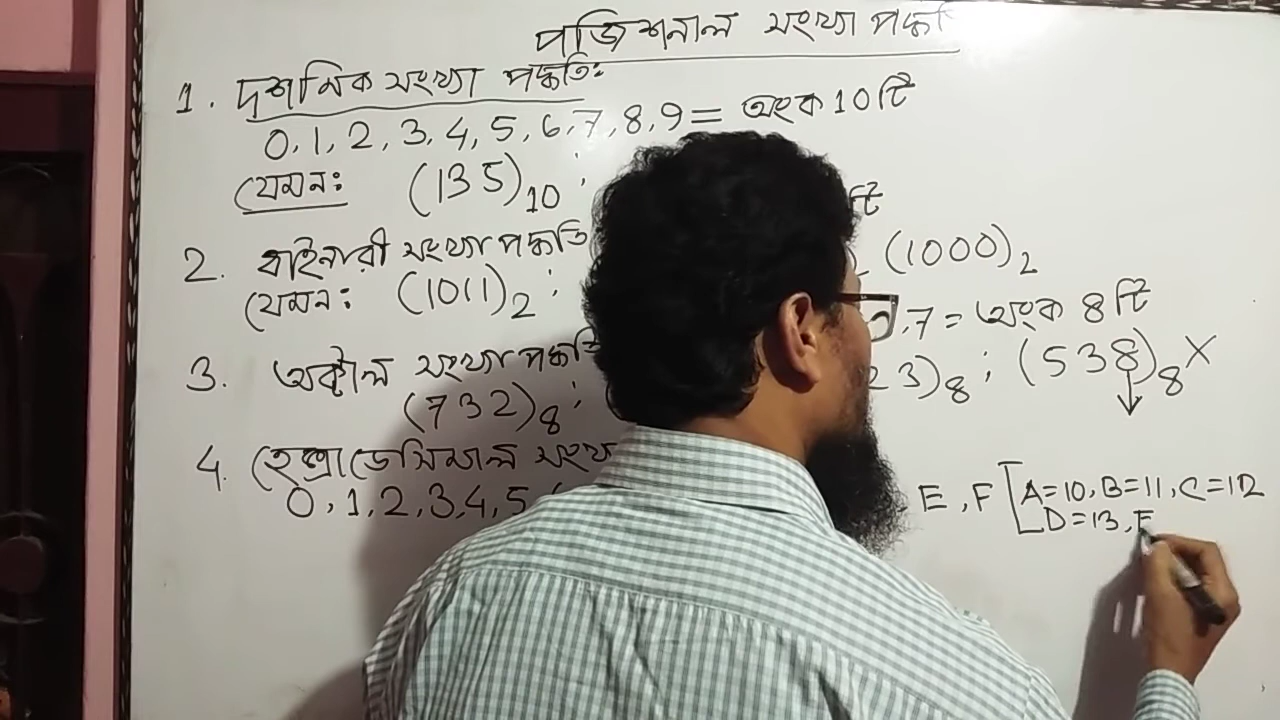 পজিশনাল সংখ্যা পদ্ধতি
1. দশমিক সংখ্যা পদ্ধতিঃ
0,1,2,3,4,5,6,7,8,9 = অংক 10 টি
যেমনঃ (135)10 ;
2. বাইনারী সংখ্যা পদ্ধতি টি
যেমনঃ (1011)2 ; (1000)2
3. অক্টাল সংখ্যা পদ্ধতি ,7 = অংক 8 টি
(732)8 ; 23)8 ; (538)8 X
4. হেক্সাডেসিমাল সংখ্যা
0,1,2,3,4,5 E, F [A=10, B=11, C=12
D=13, E